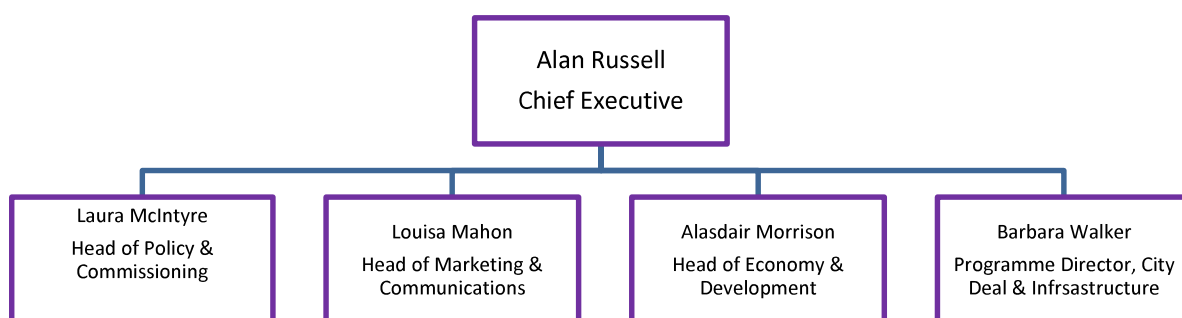 Alan Russell
Chief Executive
Laura McIntyre
Head of Policy &
Commissioning
Louisa Mahon
Head of Marketing &
Communications
Alasdair Morrison
Head of Economy &
Development
Barbara Walker
Programme Director, City
Deal & Infrsastructure